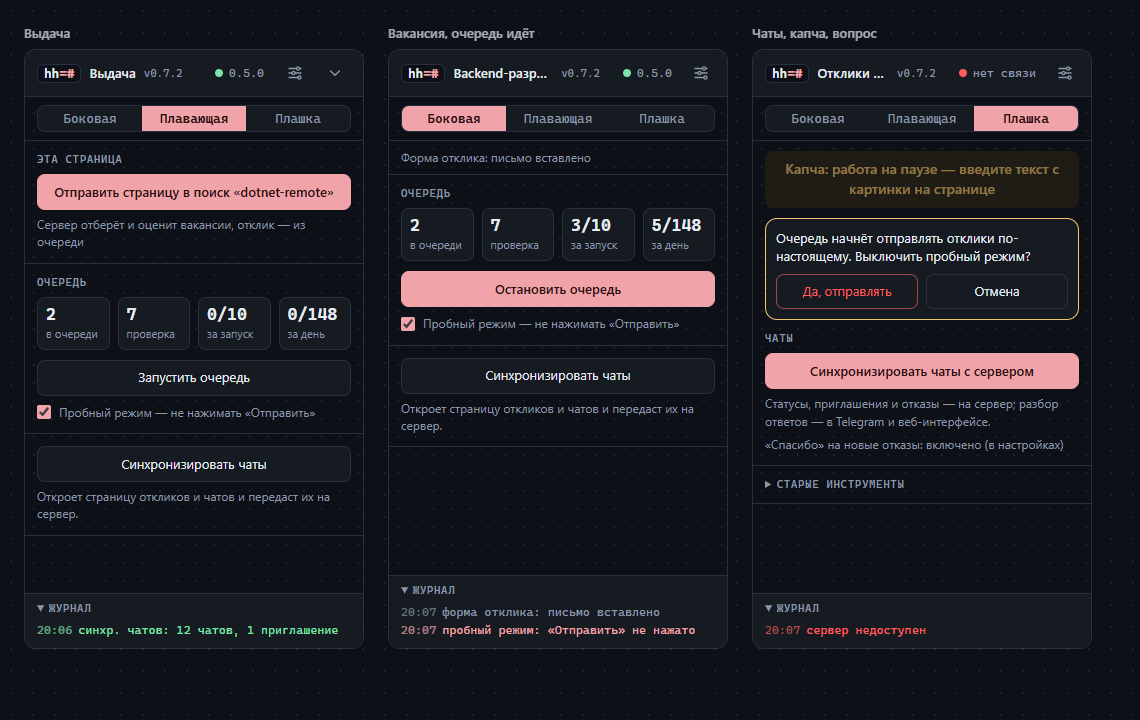 Выдача
hh=#
Выдача
v0.7.2
0.5.0
Боковая
Плавающая
Плашка
ЭТА СТРАНИЦА
Отправить страницу в поиск «dotnet-remote»
Сервер отберёт и оценит вакансии, отклик — из
очереди
ОЧЕРЕДЬ
2
в очереди
7
проверка
0/10
за запуск
0/148
за день
Запустить очередь
Пробный режим — не нажимать «Отправить»
Синхронизировать чаты
Откроет страницу откликов и чатов и передаст их на
сервер.
▼ ЖУРНАЛ
20:06 синхр. чатов: 12 чатов, 1 приглашение
Вакансия, очередь идёт
hh=#
Backend-разр...
v0.7.2
0.5.0
Боковая
Плавающая
Плашка
Форма отклика: письмо вставлено
ОЧЕРЕДЬ
2
в очереди
7
проверка
3/10
за запуск
5/148
за день
Остановить очередь
Пробный режим — не нажимать «Отправить»
Синхронизировать чаты
Откроет страницу откликов и чатов и передаст их на
сервер.
▼ ЖУРНАЛ
20:07 форма отклика: письмо вставлено
20:07 пробный режим: «Отправить» не нажато
Чаты, капча, вопрос
hh=#
Отклики ...
v0.7.2
нет связи
Боковая
Плавающая
Плашка
Капча: работа на паузе — введите текст с
картинки на странице
Очередь начнёт отправлять отклики по-
настоящему. Выключить пробный режим?
Да, отправлять
Отмена
ЧАТЫ
Синхронизировать чаты с сервером
Статусы, приглашения и отказы — на сервер; разбор
ответов — в Telegram и веб-интерфейсе.
«Спасибо» на новые отказы: включено (в настройках)
▶ СТАРЫЕ ИНСТРУМЕНТЫ
▼ ЖУРНАЛ
20:07 сервер недоступен